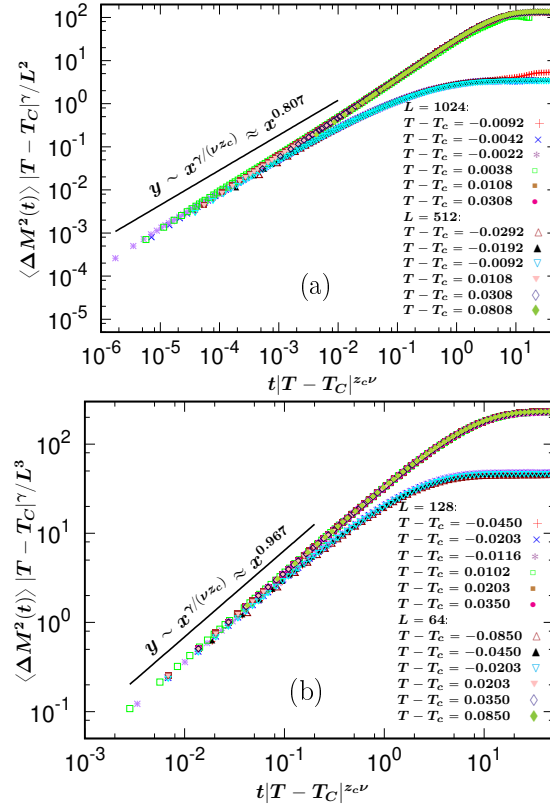 10^2
10^1
10^0
10^-1
10^-2
10^-3
10^-4
10^-5
⟨ΔM²(t)⟩ |T − T_C|^γ/L²
y ∼ x^{γ/(νz_c)} ≈ x^0.807
L = 1024:
T − T_c = −0.0092
T − T_c = −0.0042
T − T_c = −0.0022
T − T_c = 0.0038
T − T_c = 0.0108
T − T_c = 0.0308
L = 512:
T − T_c = −0.0292
T − T_c = −0.0192
T − T_c = −0.0092
T − T_c = 0.0108
T − T_c = 0.0308
T − T_c = 0.0808
(a)
10^-6 10^-5 10^-4 10^-3 10^-2 10^-1 10^0 10^1
t|T − T_C|^{z_cν}
10^2
10^1
10^0
10^-1
⟨ΔM²(t)⟩ |T − T_C|^γ/L³
y ∼ x^{γ/(νz_c)} ≈ x^0.967
L = 128:
T − T_c = −0.0450
T − T_c = −0.0203
T − T_c = −0.0116
T − T_c = 0.0102
T − T_c = 0.0203
T − T_c = 0.0350
L = 64:
T − T_c = −0.0850
T − T_c = −0.0450
T − T_c = −0.0203
T − T_c = 0.0203
T − T_c = 0.0350
T − T_c = 0.0850
(b)
10^-3 10^-2 10^-1 10^0 10^1
t|T − T_C|^{z_cν}